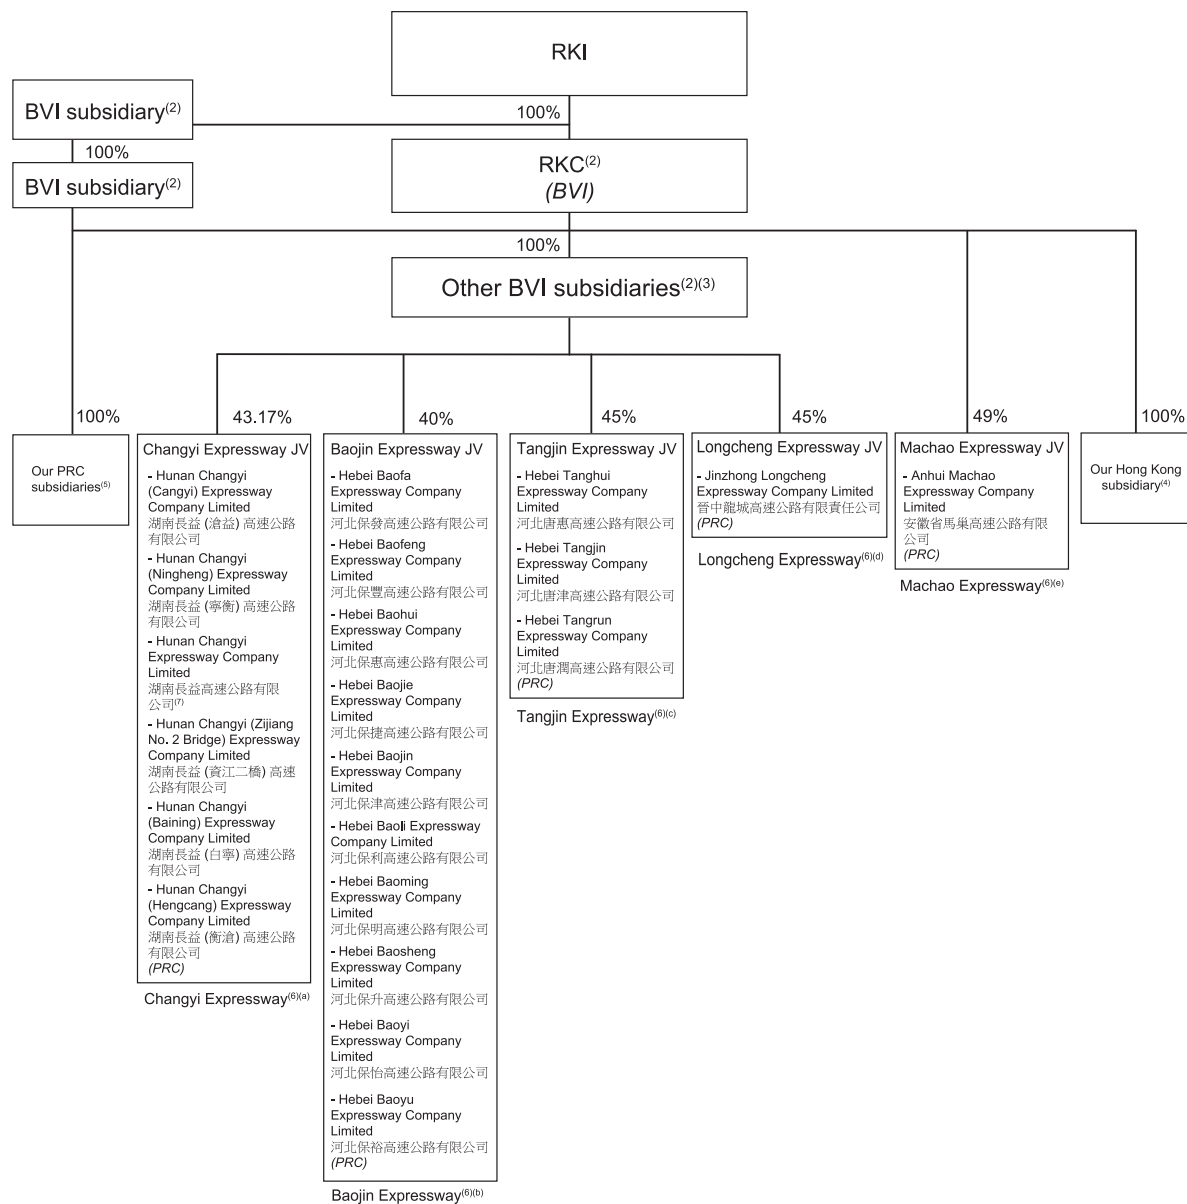 RKI
BVI subsidiary(2)
100%
100%
BVI subsidiary(2)
RKC(2)
(BVI)
100%
Other BVI subsidiaries(2)(3)
100%
43.17%
40%
45%
45%
49%
100%
Our PRC
subsidiaries(5)
Changyi Expressway JV
- Hunan Changyi
(Cangyi) Expressway
Company Limited
湖南長益 (滄益) 高速公路
有限公司
- Hunan Changyi
(Ningheng) Expressway
Company Limited
湖南長益 (寧衡) 高速公路
有限公司
- Hunan Changyi
Expressway Company
Limited
湖南長益高速公路有限
公司(7)
- Hunan Changyi (Zijiang
No. 2 Bridge) Expressway
Company Limited
湖南長益 (資江二橋) 高速
公路有限公司
- Hunan Changyi
(Baining) Expressway
Company Limited
湖南長益 (白寧) 高速公路
有限公司
- Hunan Changyi
(Hengcang) Expressway
Company Limited
湖南長益 (衡滄) 高速公路
有限公司
(PRC)
Changyi Expressway(6)(a)
Baojin Expressway JV
- Hebei Baofa
Expressway Company
Limited
河北保發高速公路有限公司
- Hebei Baofeng
Expressway Company
Limited
河北保豐高速公路有限公司
- Hebei Baohui
Expressway Company
Limited
河北保惠高速公路有限公司
- Hebei Baojie
Expressway Company
Limited
河北保捷高速公路有限公司
- Hebei Baojin
Expressway Company
Limited
河北保津高速公路有限公司
- Hebei Baoli Expressway
Company Limited
河北保利高速公路有限公司
- Hebei Baoming
Expressway Company
Limited
河北保明高速公路有限公司
- Hebei Baosheng
Expressway Company
Limited
河北保升高速公路有限公司
- Hebei Baoyi
Expressway Company
Limited
河北保怡高速公路有限公司
- Hebei Baoyu
Expressway Company
Limited
河北保裕高速公路有限公司
(PRC)
Baojin Expressway(6)(b)
Tangjin Expressway JV
- Hebei Tanghui
Expressway Company
Limited
河北唐惠高速公路有限公司
- Hebei Tangjin
Expressway Company
Limited
河北唐津高速公路有限公司
- Hebei Tangrun
Expressway Company
Limited
河北唐潤高速公路有限公司
(PRC)
Tangjin Expressway(6)(c)
Longcheng Expressway JV
- Jinzhong Longcheng
Expressway Company Limited
晉中龍城高速公路有限責任公司
(PRC)
Longcheng Expressway(6)(d)
Machao Expressway JV
- Anhui Machao
Expressway Company
Limited
安徽省馬巢高速公路有限
公司
(PRC)
Machao Expressway(6)(e)
Our Hong Kong
subsidiary(4)